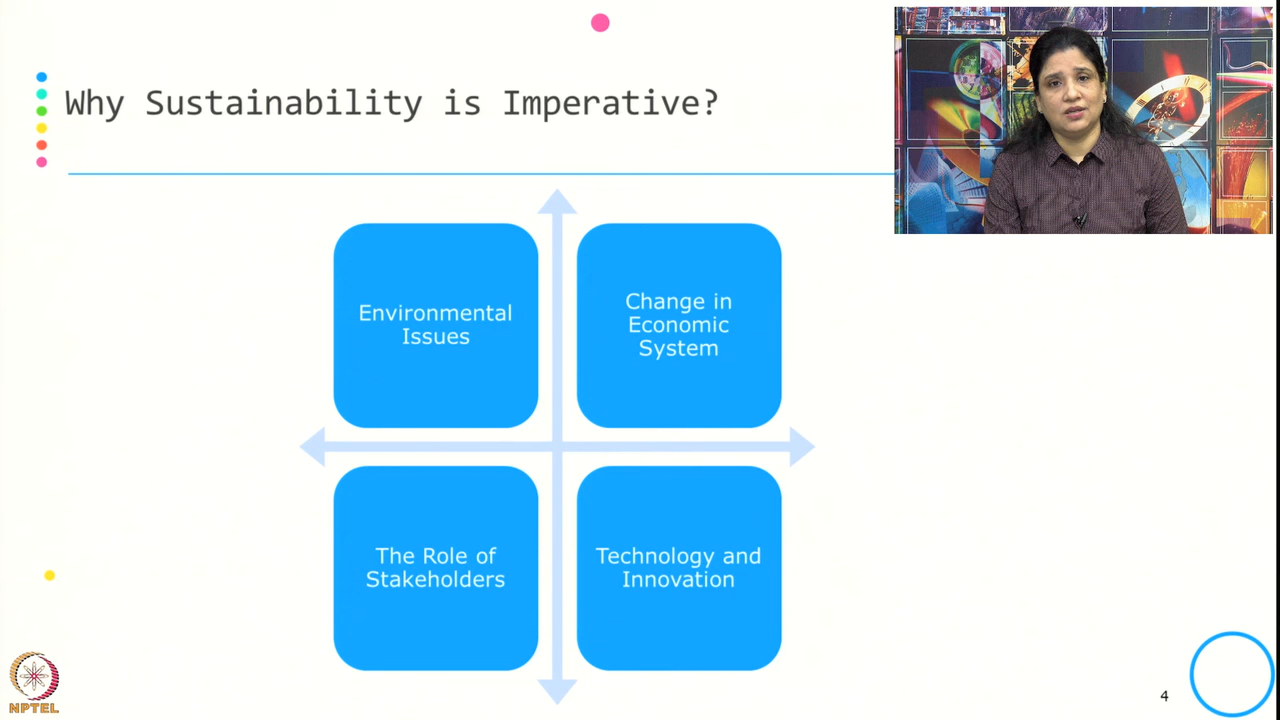 Why Sustainability is Imperative?
Environmental
Issues
Change in
Economic
System
The Role of
Stakeholders
Technology and
Innovation
NPTEL
4